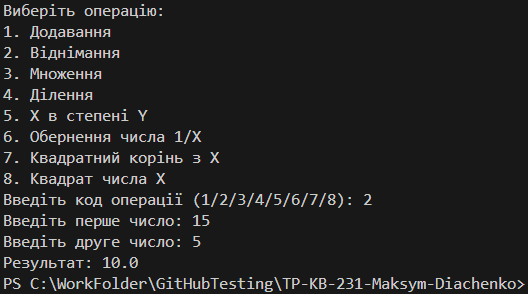 Виберіть операцію:
1. Додавання
2. Віднімання
3. Множення
4. Ділення
5. X в степені Y
6. Обернення числа 1/X
7. Квадратний корінь з X
8. Квадрат числа X
Введіть код операції (1/2/3/4/5/6/7/8): 2
Введіть перше число: 15
Введіть друге число: 5
Результат: 10.0
PS C:\WorkFolder\GitHubTesting\TP-KB-231-Maksym-Diachenko>